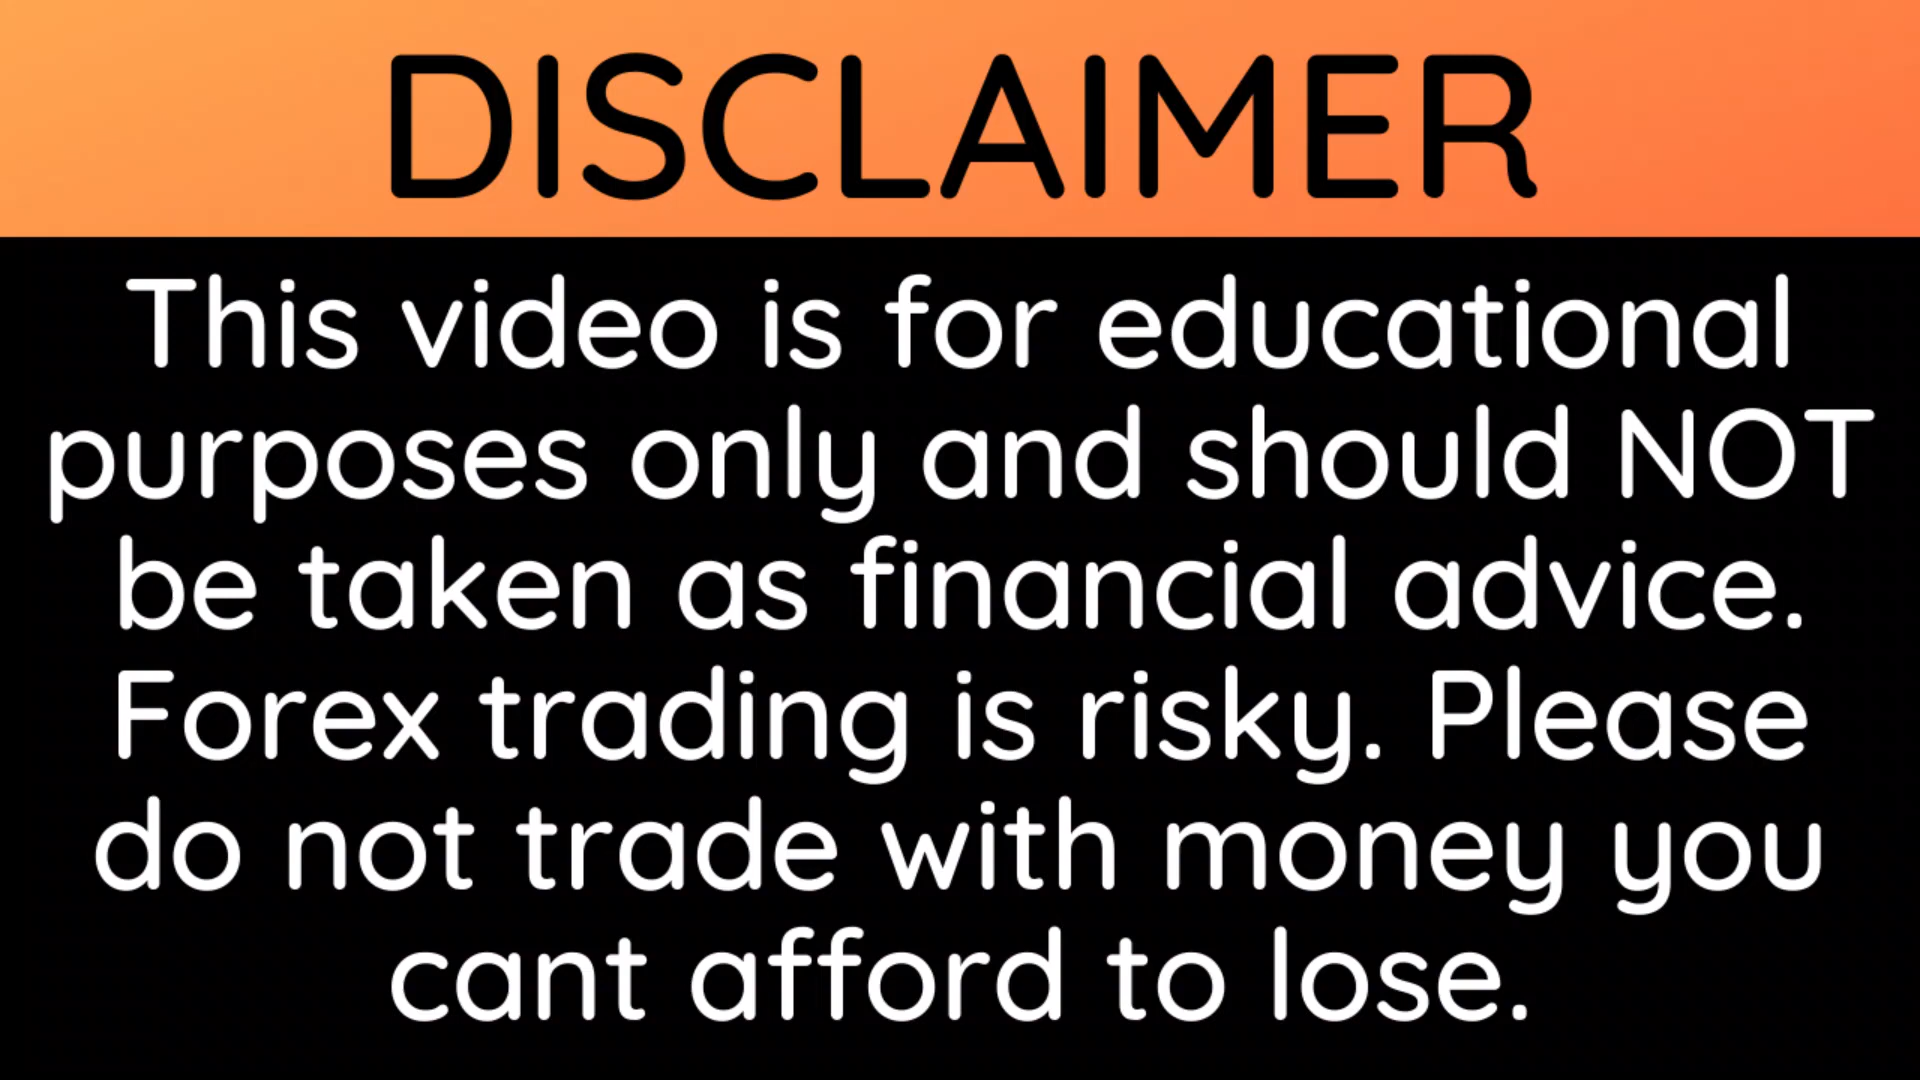 DISCLAIMER
This video is for educational
purposes only and should NOT
be taken as financial advice.
Forex trading is risky. Please
do not trade with money you
cant afford to lose.